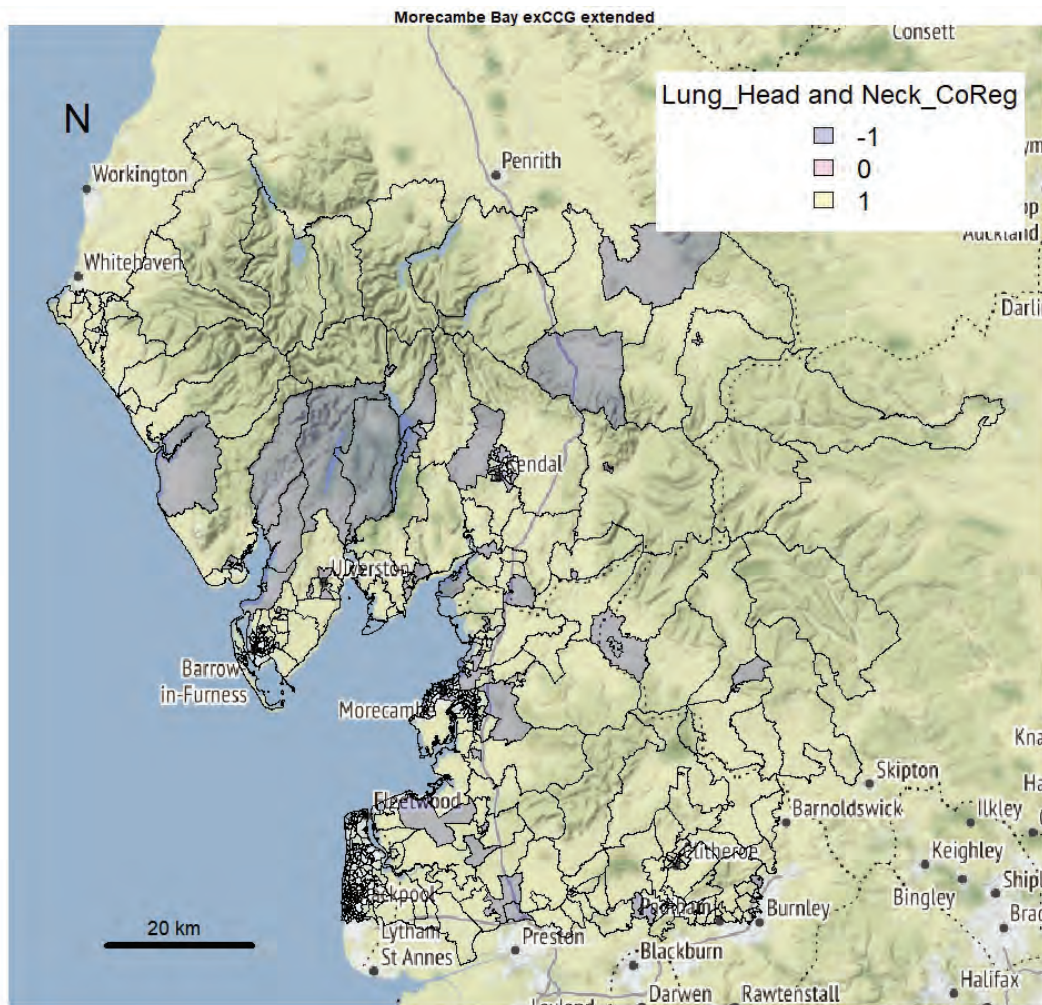 Morecambe Bay exCCG extended
Consett
Lung_Head and Neck_CoReg
-1
0
1
N
Penrith
Workington
Auckland
Whitehaven
Kendal
Ulverston
Barrow
in-Furness
Morecambe
Skipton
Fleetwood
Barnoldswick
Ilkley
Clitheroe
Keighley
Bingley
Padiham
Burnley
20 km
Lytham
St Annes
Preston
Blackburn
Halifax
Darwen
Rawtenstall